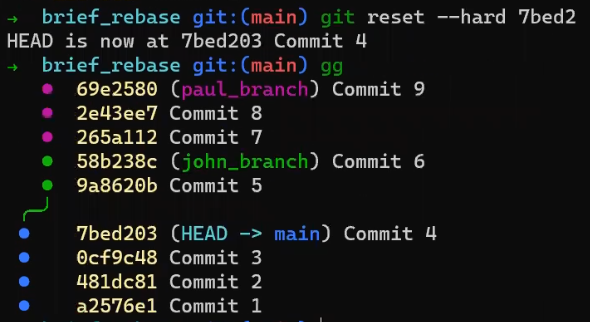 → brief_rebase git:(main) git reset --hard 7bed2
HEAD is now at 7bed203 Commit 4
→ brief_rebase git:(main) gg
69e2580 (paul_branch) Commit 9
2e43ee7 Commit 8
265a112 Commit 7
58b238c (john_branch) Commit 6
9a8620b Commit 5
7bed203 (HEAD -> main) Commit 4
0cf9c48 Commit 3
481dc81 Commit 2
a2576e1 Commit 1